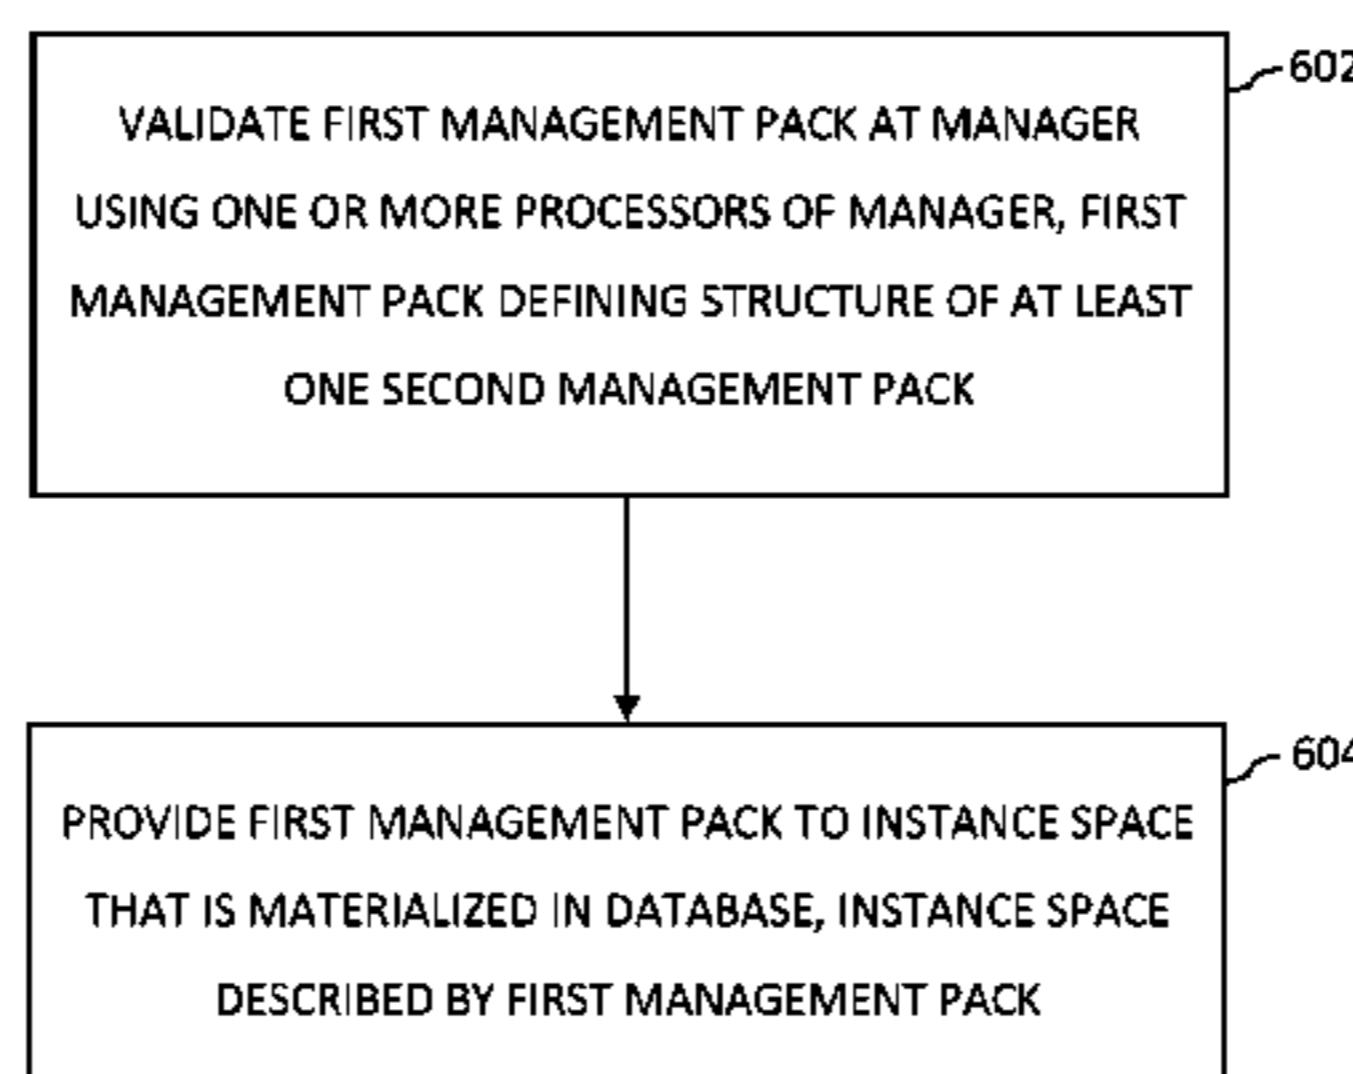 602
VALIDATE FIRST MANAGEMENT PACK AT MANAGER
USING ONE OR MORE PROCESSORS OF MANAGER, FIRST
MANAGEMENT PACK DEFINING STRUCTURE OF AT LEAST
ONE SECOND MANAGEMENT PACK
604
PROVIDE FIRST MANAGEMENT PACK TO INSTANCE SPACE
THAT IS MATERIALIZED IN DATABASE, INSTANCE SPACE
DESCRIBED BY FIRST MANAGEMENT PACK